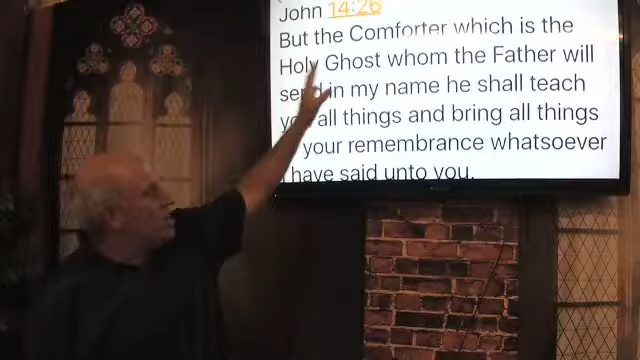 John 14:26
But the Comforter which is the
Holy Ghost whom the Father will
send in my name he shall teach
you all things and bring all things
your remembrance whatsoever
I have said unto you.